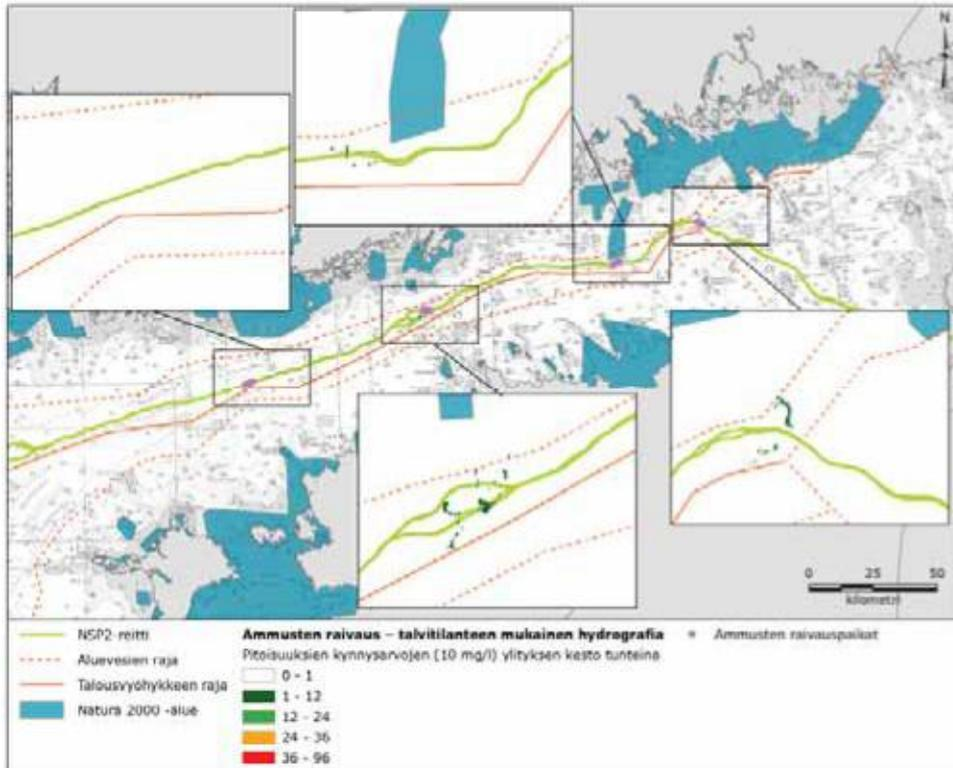 N
0 25 50
kilometri
NSP2-reitti
Aluevesien raja
Talousvyöhykkeen raja
Natura 2000 -alue
Ammusten raivaus – talvitilanteen mukainen hydrografia
Pitoisuuksien kynnysarvojen (10 mg/l) ylityksen kesto tunteina
0 - 1
1 - 12
12 - 24
24 - 36
36 - 96
Ammusten raivauspaikat